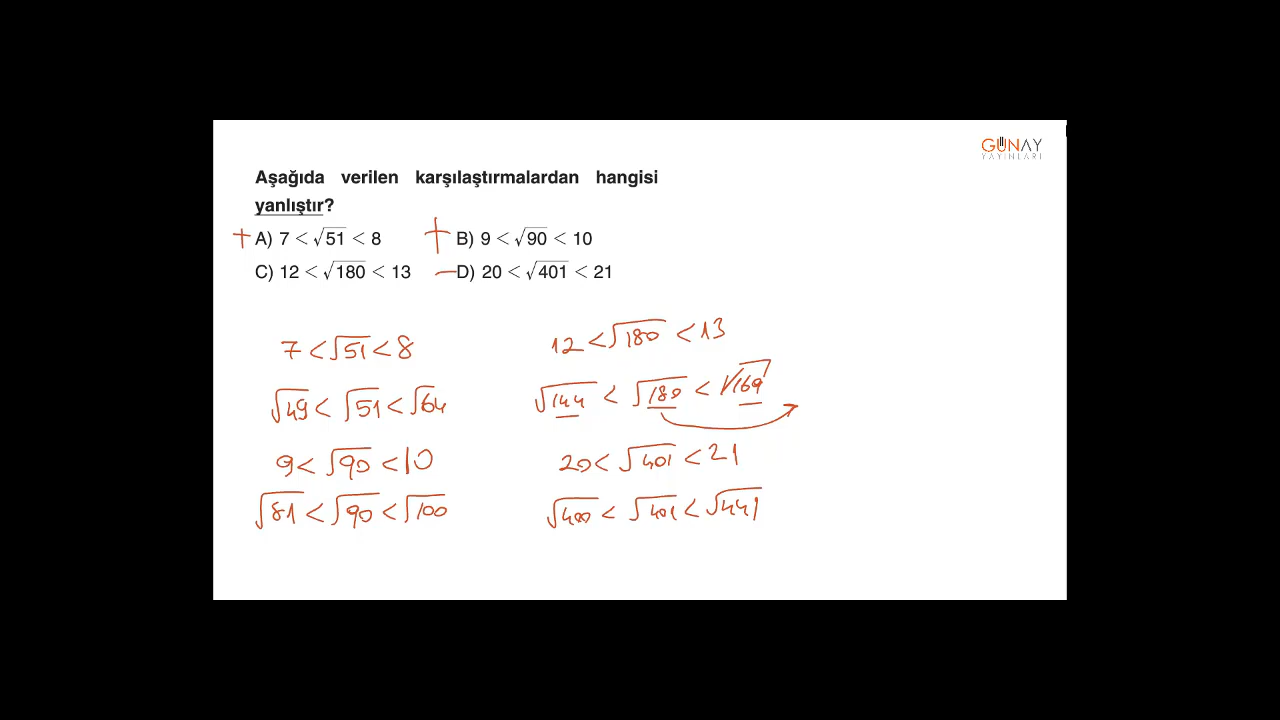 GÜNAY
YAYINLARI
Aşağıda verilen karşılaştırmalardan hangisi
yanlıştır?
+ A) 7 < √51 < 8 + B) 9 < √90 < 10
C) 12 < √180 < 13 - D) 20 < √401 < 21
7 < √51 < 8
√49 < √51 < √64
9 < √90 < 10
√81 < √90 < √100
12 < √180 < 13
√144 < √180 < √169
20 < √401 < 21
√400 < √401 < √441